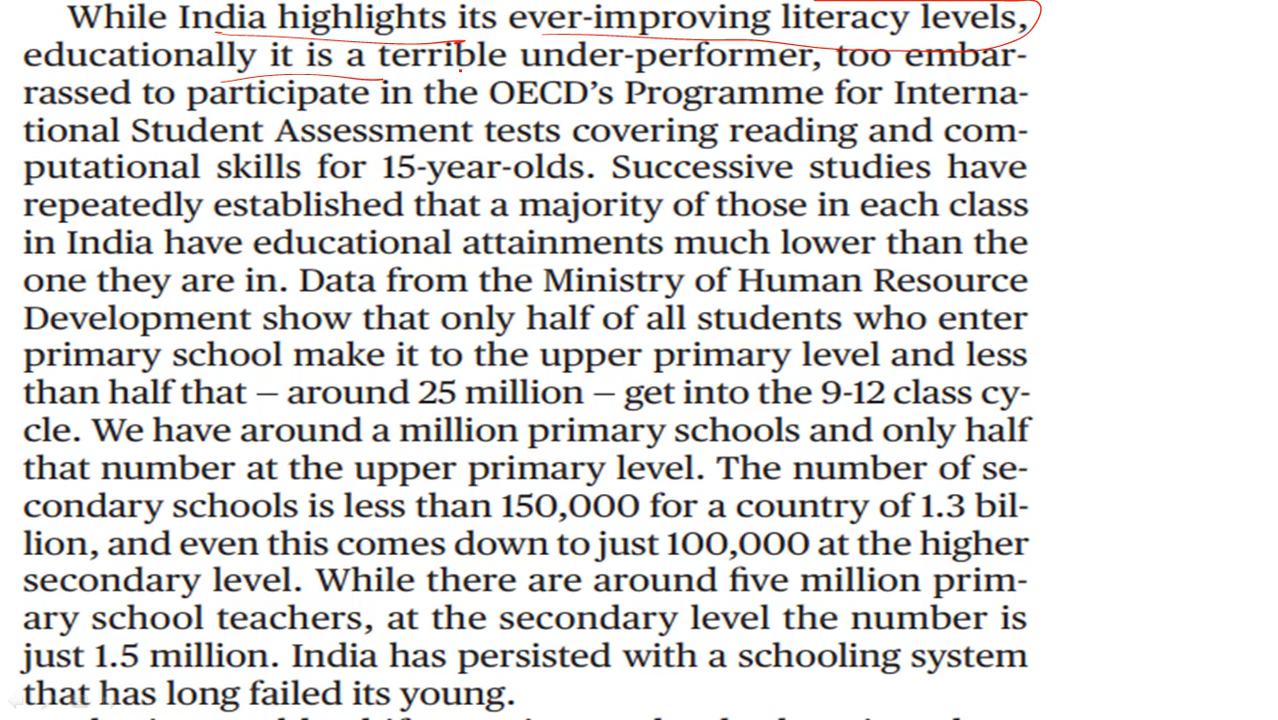 While India highlights its ever-improving literacy levels,
educationally it is a terrible under-performer, too embar-
rassed to participate in the OECD's Programme for Interna-
tional Student Assessment tests covering reading and com-
putational skills for 15-year-olds. Successive studies have
repeatedly established that a majority of those in each class
in India have educational attainments much lower than the
one they are in. Data from the Ministry of Human Resource
Development show that only half of all students who enter
primary school make it to the upper primary level and less
than half that – around 25 million – get into the 9-12 class cy-
cle. We have around a million primary schools and only half
that number at the upper primary level. The number of se-
condary schools is less than 150,000 for a country of 1.3 bil-
lion, and even this comes down to just 100,000 at the higher
secondary level. While there are around five million prim-
ary school teachers, at the secondary level the number is
just 1.5 million. India has persisted with a schooling system
that has long failed its young.